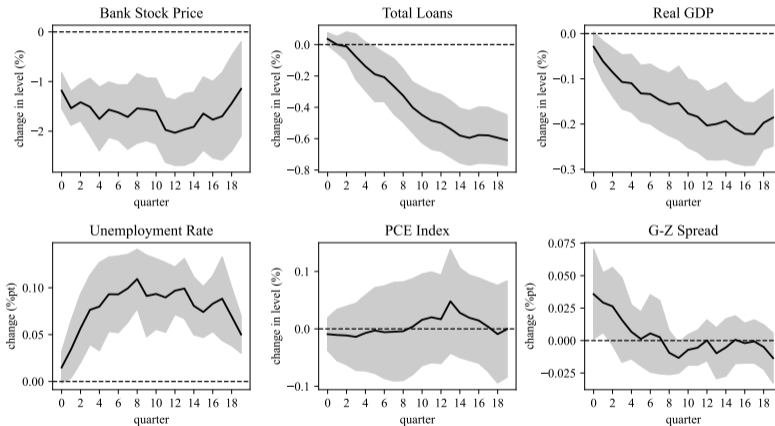 Bank Stock Price
change in level (%)
0
−1
−2
0 2 4 6 8 10 12 14 16 18
quarter
Total Loans
change in level (%)
0.0
−0.2
−0.4
−0.6
−0.8
0 2 4 6 8 10 12 14 16 18
quarter
Real GDP
change in level (%)
0.0
−0.1
−0.2
−0.3
0 2 4 6 8 10 12 14 16 18
quarter
Unemployment Rate
change (%pt)
0.10
0.05
0.00
0 2 4 6 8 10 12 14 16 18
quarter
PCE Index
change in level (%)
0.1
0.0
−0.1
0 2 4 6 8 10 12 14 16 18
quarter
G-Z Spread
change (%pt)
0.075
0.050
0.025
0.000
−0.025
0 2 4 6 8 10 12 14 16 18
quarter